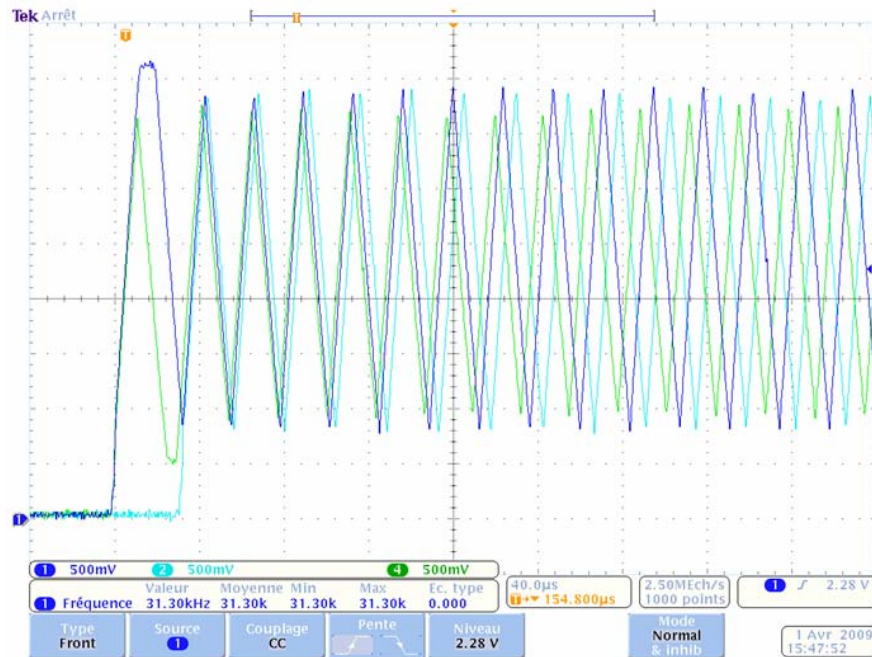 Tek Arrêt
T
T
1
1 500mV 2 500mV 4 500mV
Valeur Moyenne Min Max Ec. type
1 Fréquence 31.30kHz 31.30k 31.30k 31.30k 0.000
40.0µs
T→▼ 154.800µs
2.50MEch/s
1000 points
1 2.28 V
Type
Front
Source
1
Couplage
CC
Pente
Niveau
2.28 V
Mode
Normal
& inhib
1 Avr 2009
15:47:52